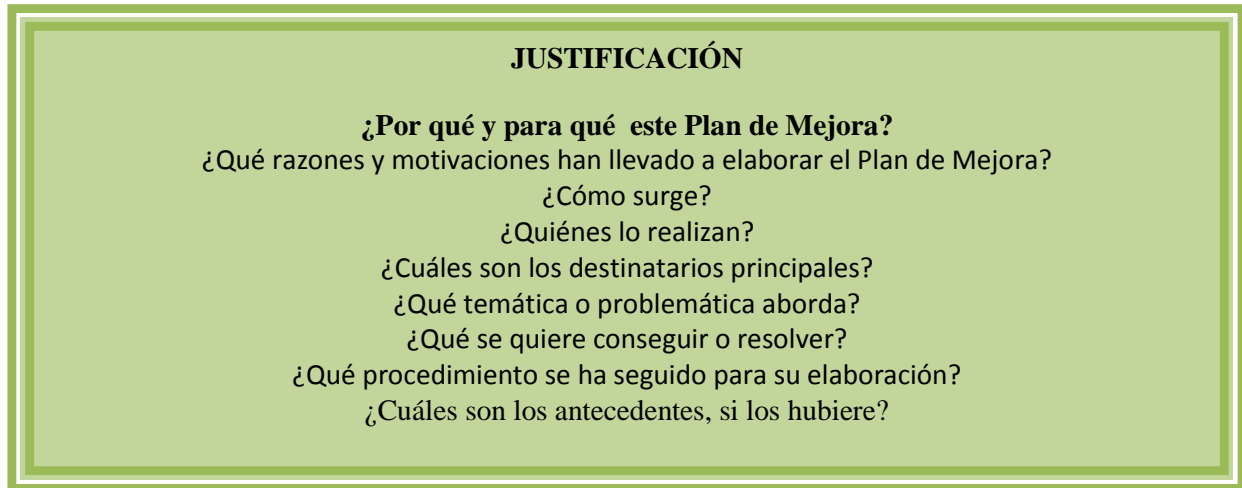 JUSTIFICACIÓN
¿Por qué y para qué este Plan de Mejora?
¿Qué razones y motivaciones han llevado a elaborar el Plan de Mejora?
¿Cómo surge?
¿Quiénes lo realizan?
¿Cuáles son los destinatarios principales?
¿Qué temática o problemática aborda?
¿Qué se quiere conseguir o resolver?
¿Qué procedimiento se ha seguido para su elaboración?
¿Cuáles son los antecedentes, si los hubiere?